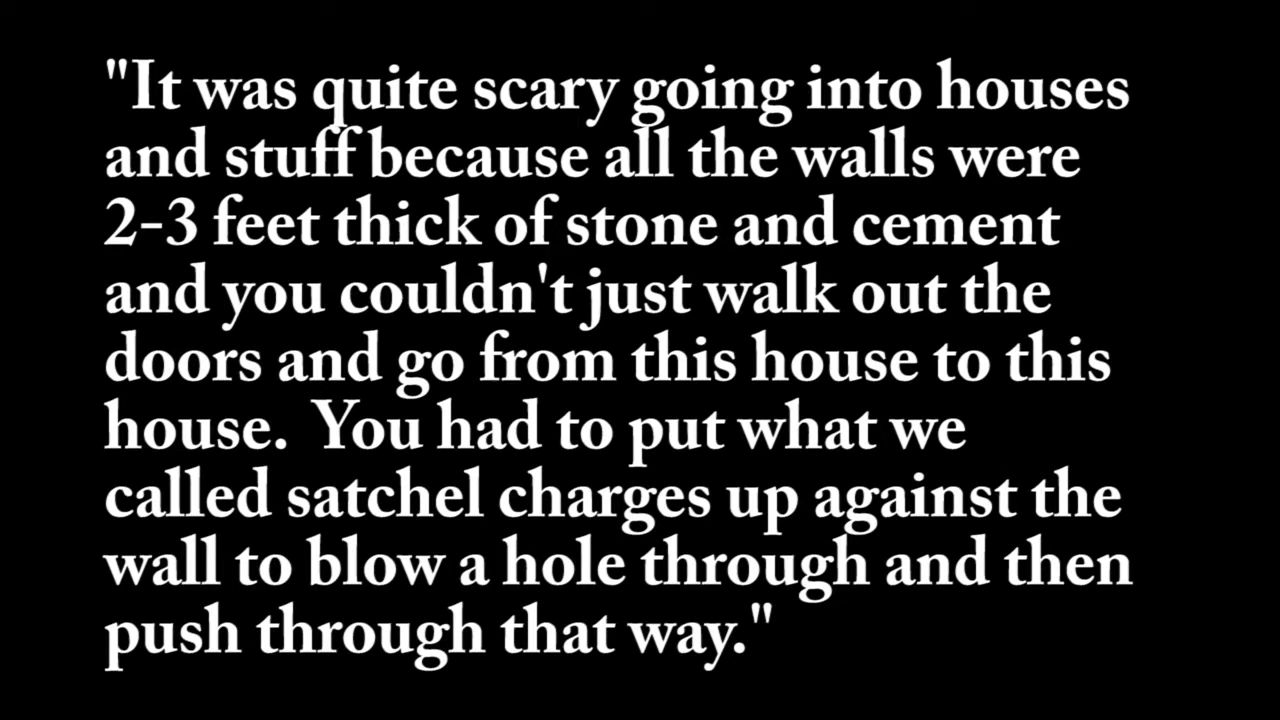 "It was quite scary going into houses
and stuff because all the walls were
2-3 feet thick of stone and cement
and you couldn't just walk out the
doors and go from this house to this
house.  You had to put what we
called satchel charges up against the
wall to blow a hole through and then
push through that way."